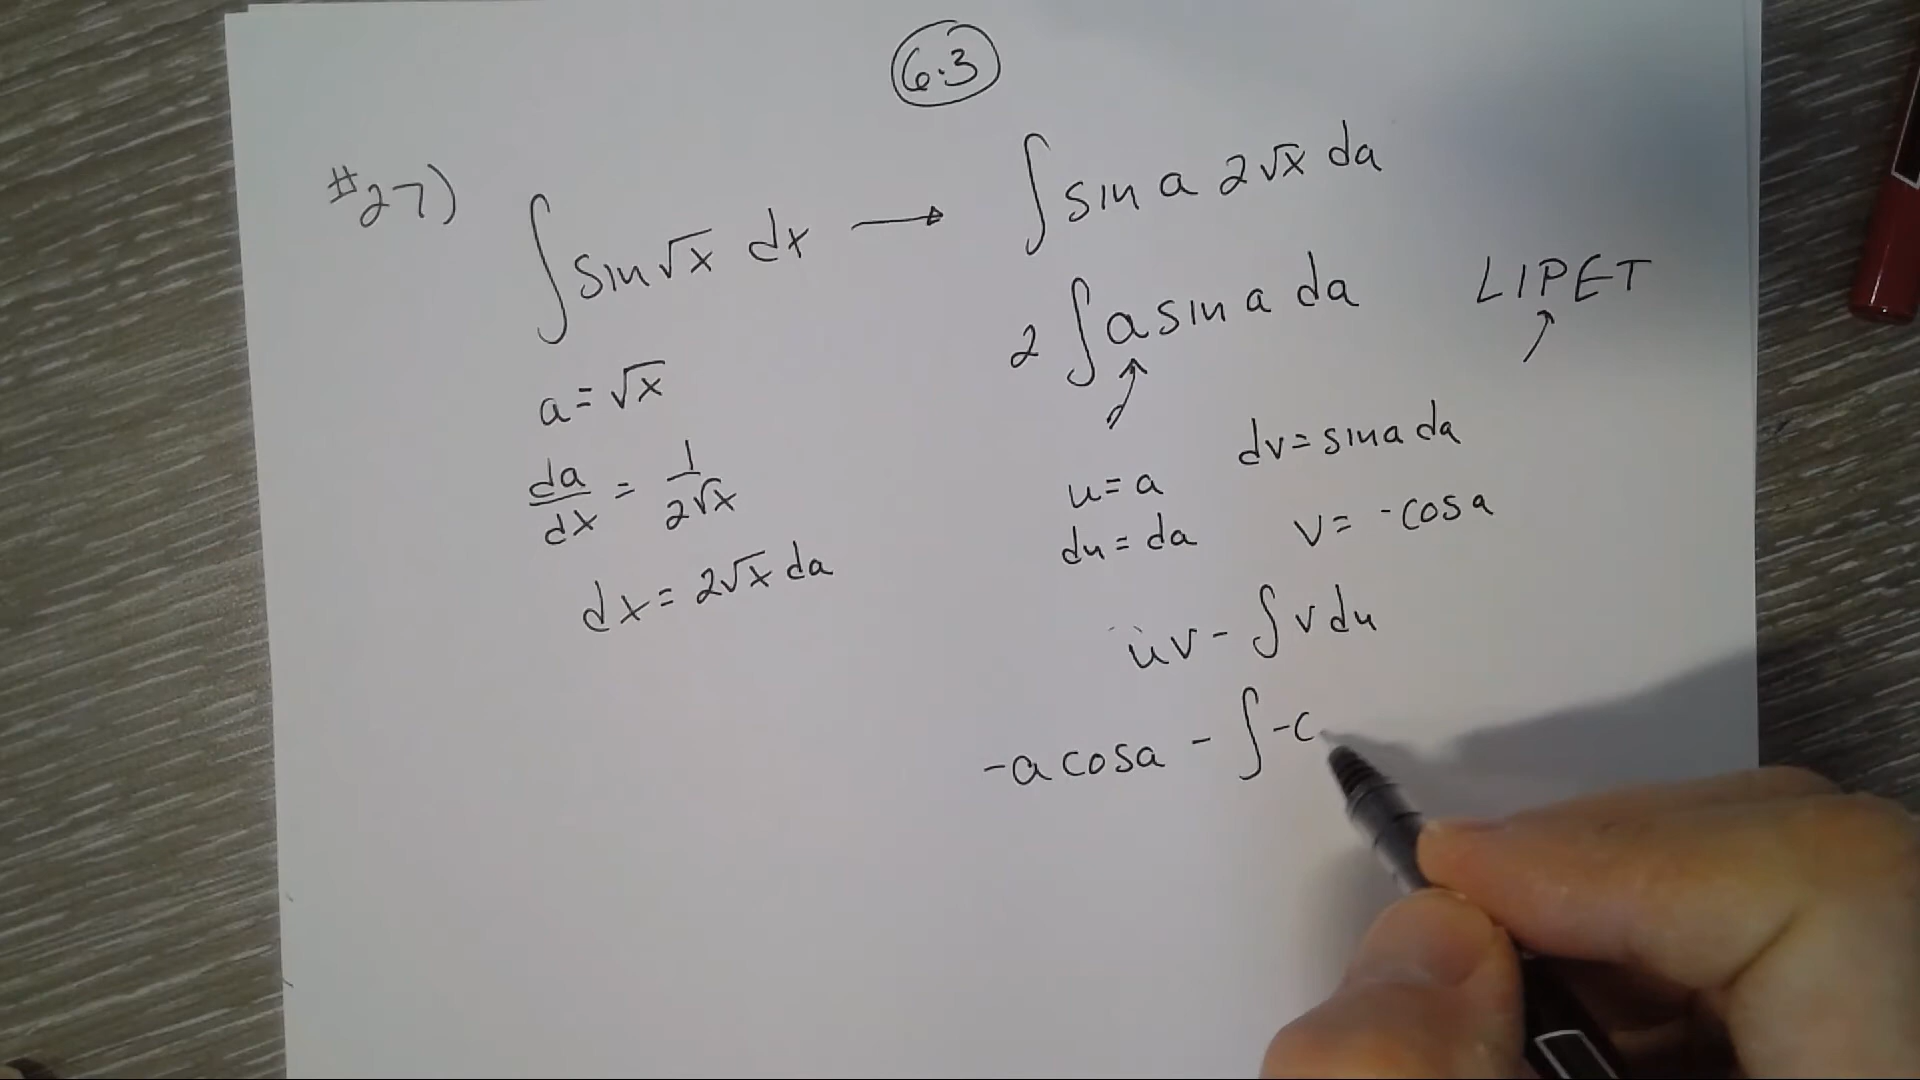 6.3
#27)
∫ sin √x dx → ∫ sin a 2√x da
2 ∫ a sin a da
LIPET
a = √x
da/dx = 1/2√x
dx = 2√x da
u = a
dv = sin a da
du = da
v = -cos a
uv - ∫ v du
-a cos a - ∫ -c